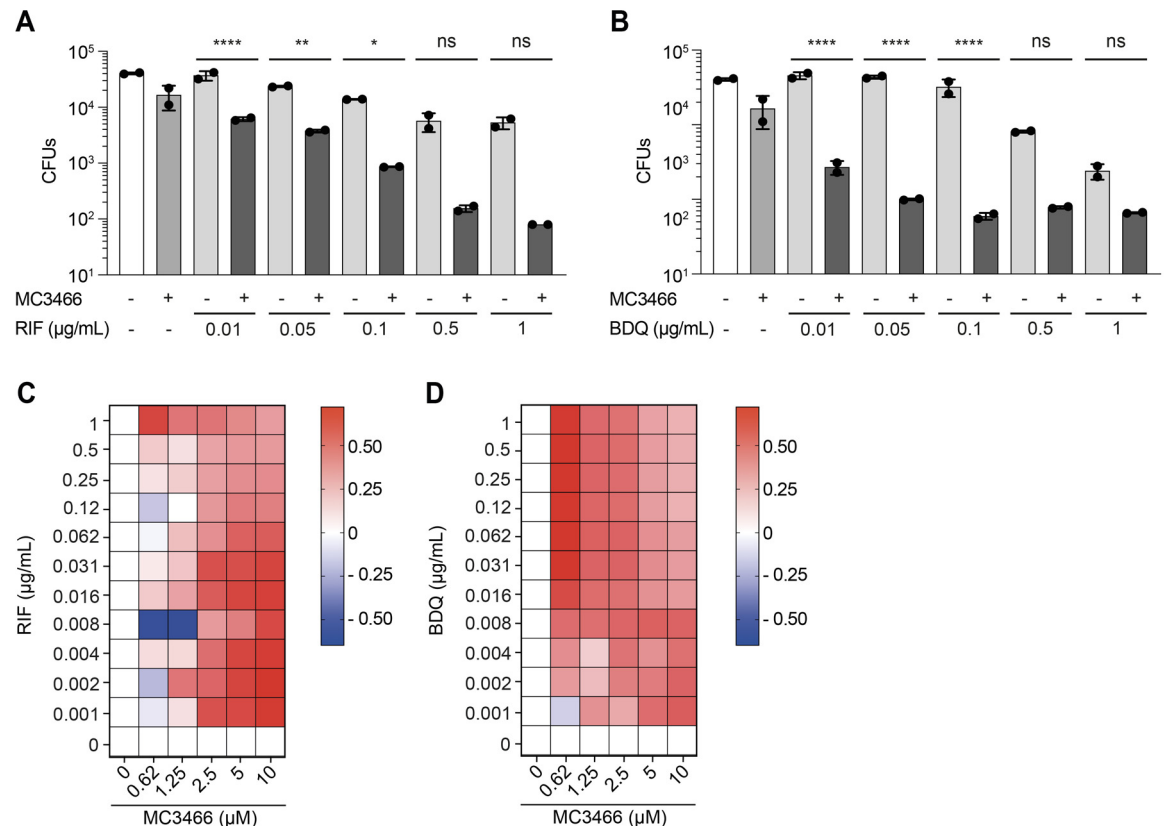 A
B
**** ** * ns ns
**** **** **** ns ns
CFUs
10⁵
10⁴
10³
10²
10¹
CFUs
10⁵
10⁴
10³
10²
10¹
MC3466 - + - + - + - + - + - +
RIF (µg/mL) - - 0.01 0.05 0.1 0.5 1
MC3466 - + - + - + - + - + - +
BDQ (µg/mL) - - 0.01 0.05 0.1 0.5 1
C
RIF (µg/mL)
1
0.5
0.25
0.12
0.062
0.031
0.016
0.008
0.004
0.002
0.001
0
0 0.62 1.25 2.5 5 10
MC3466 (µM)
0.50
0.25
0
- 0.25
- 0.50
D
BDQ (µg/mL)
1
0.5
0.25
0.12
0.062
0.031
0.016
0.008
0.004
0.002
0.001
0
0 0.62 1.25 2.5 5 10
MC3466 (µM)
0.50
0.25
0
- 0.25
- 0.50